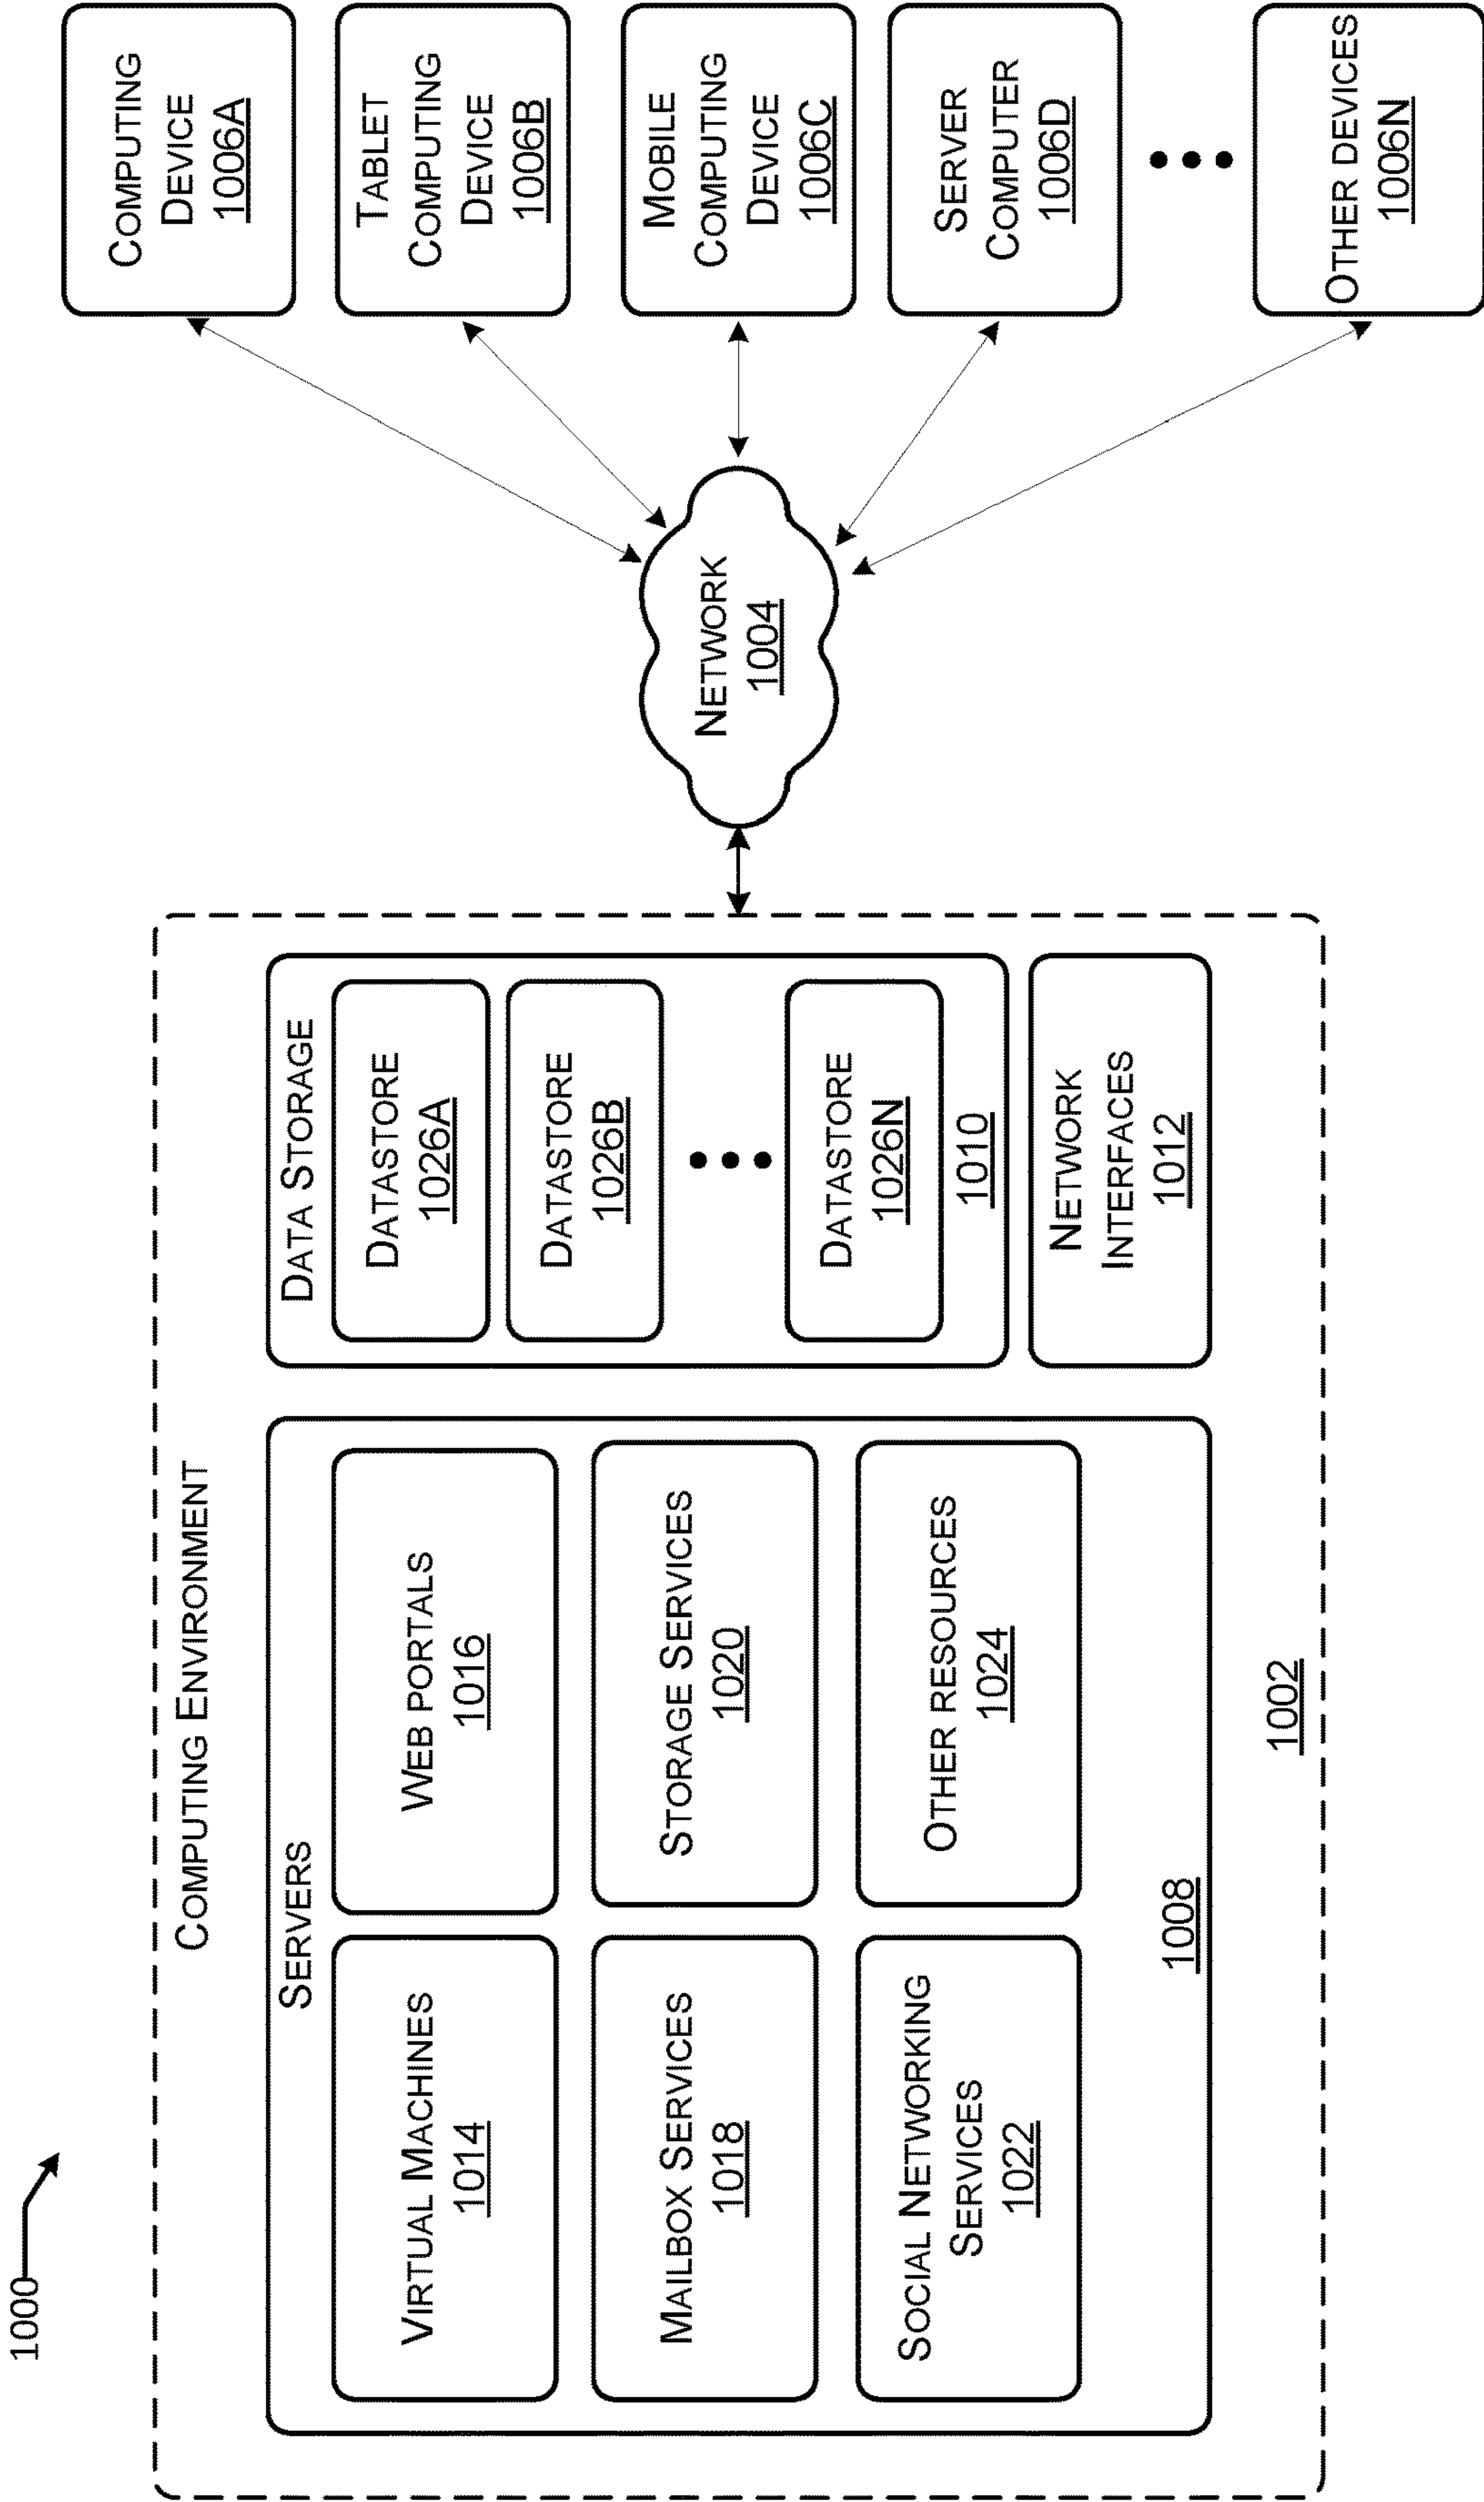 1000
COMPUTING ENVIRONMENT
SERVERS
VIRTUAL MACHINES
1014
WEB PORTALS
1016
MAILBOX SERVICES
1018
STORAGE SERVICES
1020
SOCIAL NETWORKING
SERVICES
1022
OTHER RESOURCES
1024
1008
DATA STORAGE
DATASTORE
1026A
DATASTORE
1026B
DATASTORE
1026N
1010
NETWORK
INTERFACES
1012
1002
NETWORK
1004
COMPUTING
DEVICE
1006A
TABLET
COMPUTING
DEVICE
1006B
MOBILE
COMPUTING
DEVICE
1006C
SERVER
COMPUTER
1006D
OTHER DEVICES
1006N